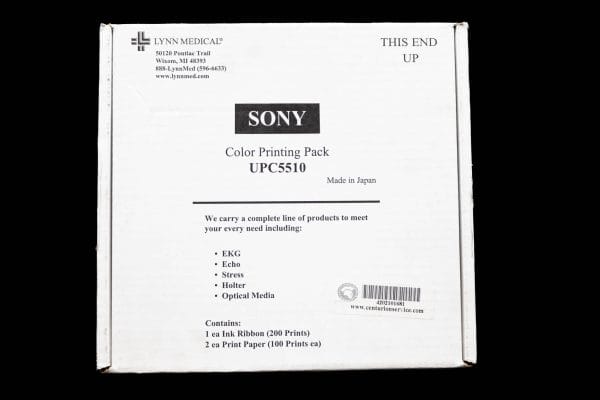 LYNN MEDICAL®
50120 Pontiac Trail
Wixom, MI 48393
888-LynnMed (596-6633)
www.lynnmed.com
THIS END
UP
SONY
Color Printing Pack
UPC5510
Made in Japan
We carry a complete line of products to meet
your every need including:
• EKG
• Echo
• Stress
• Holter
• Optical Media
4202101681
www.centurionservice.com
Contains:
1 ea Ink Ribbon (200 Prints)
2 ea Print Paper (100 Prints ea)